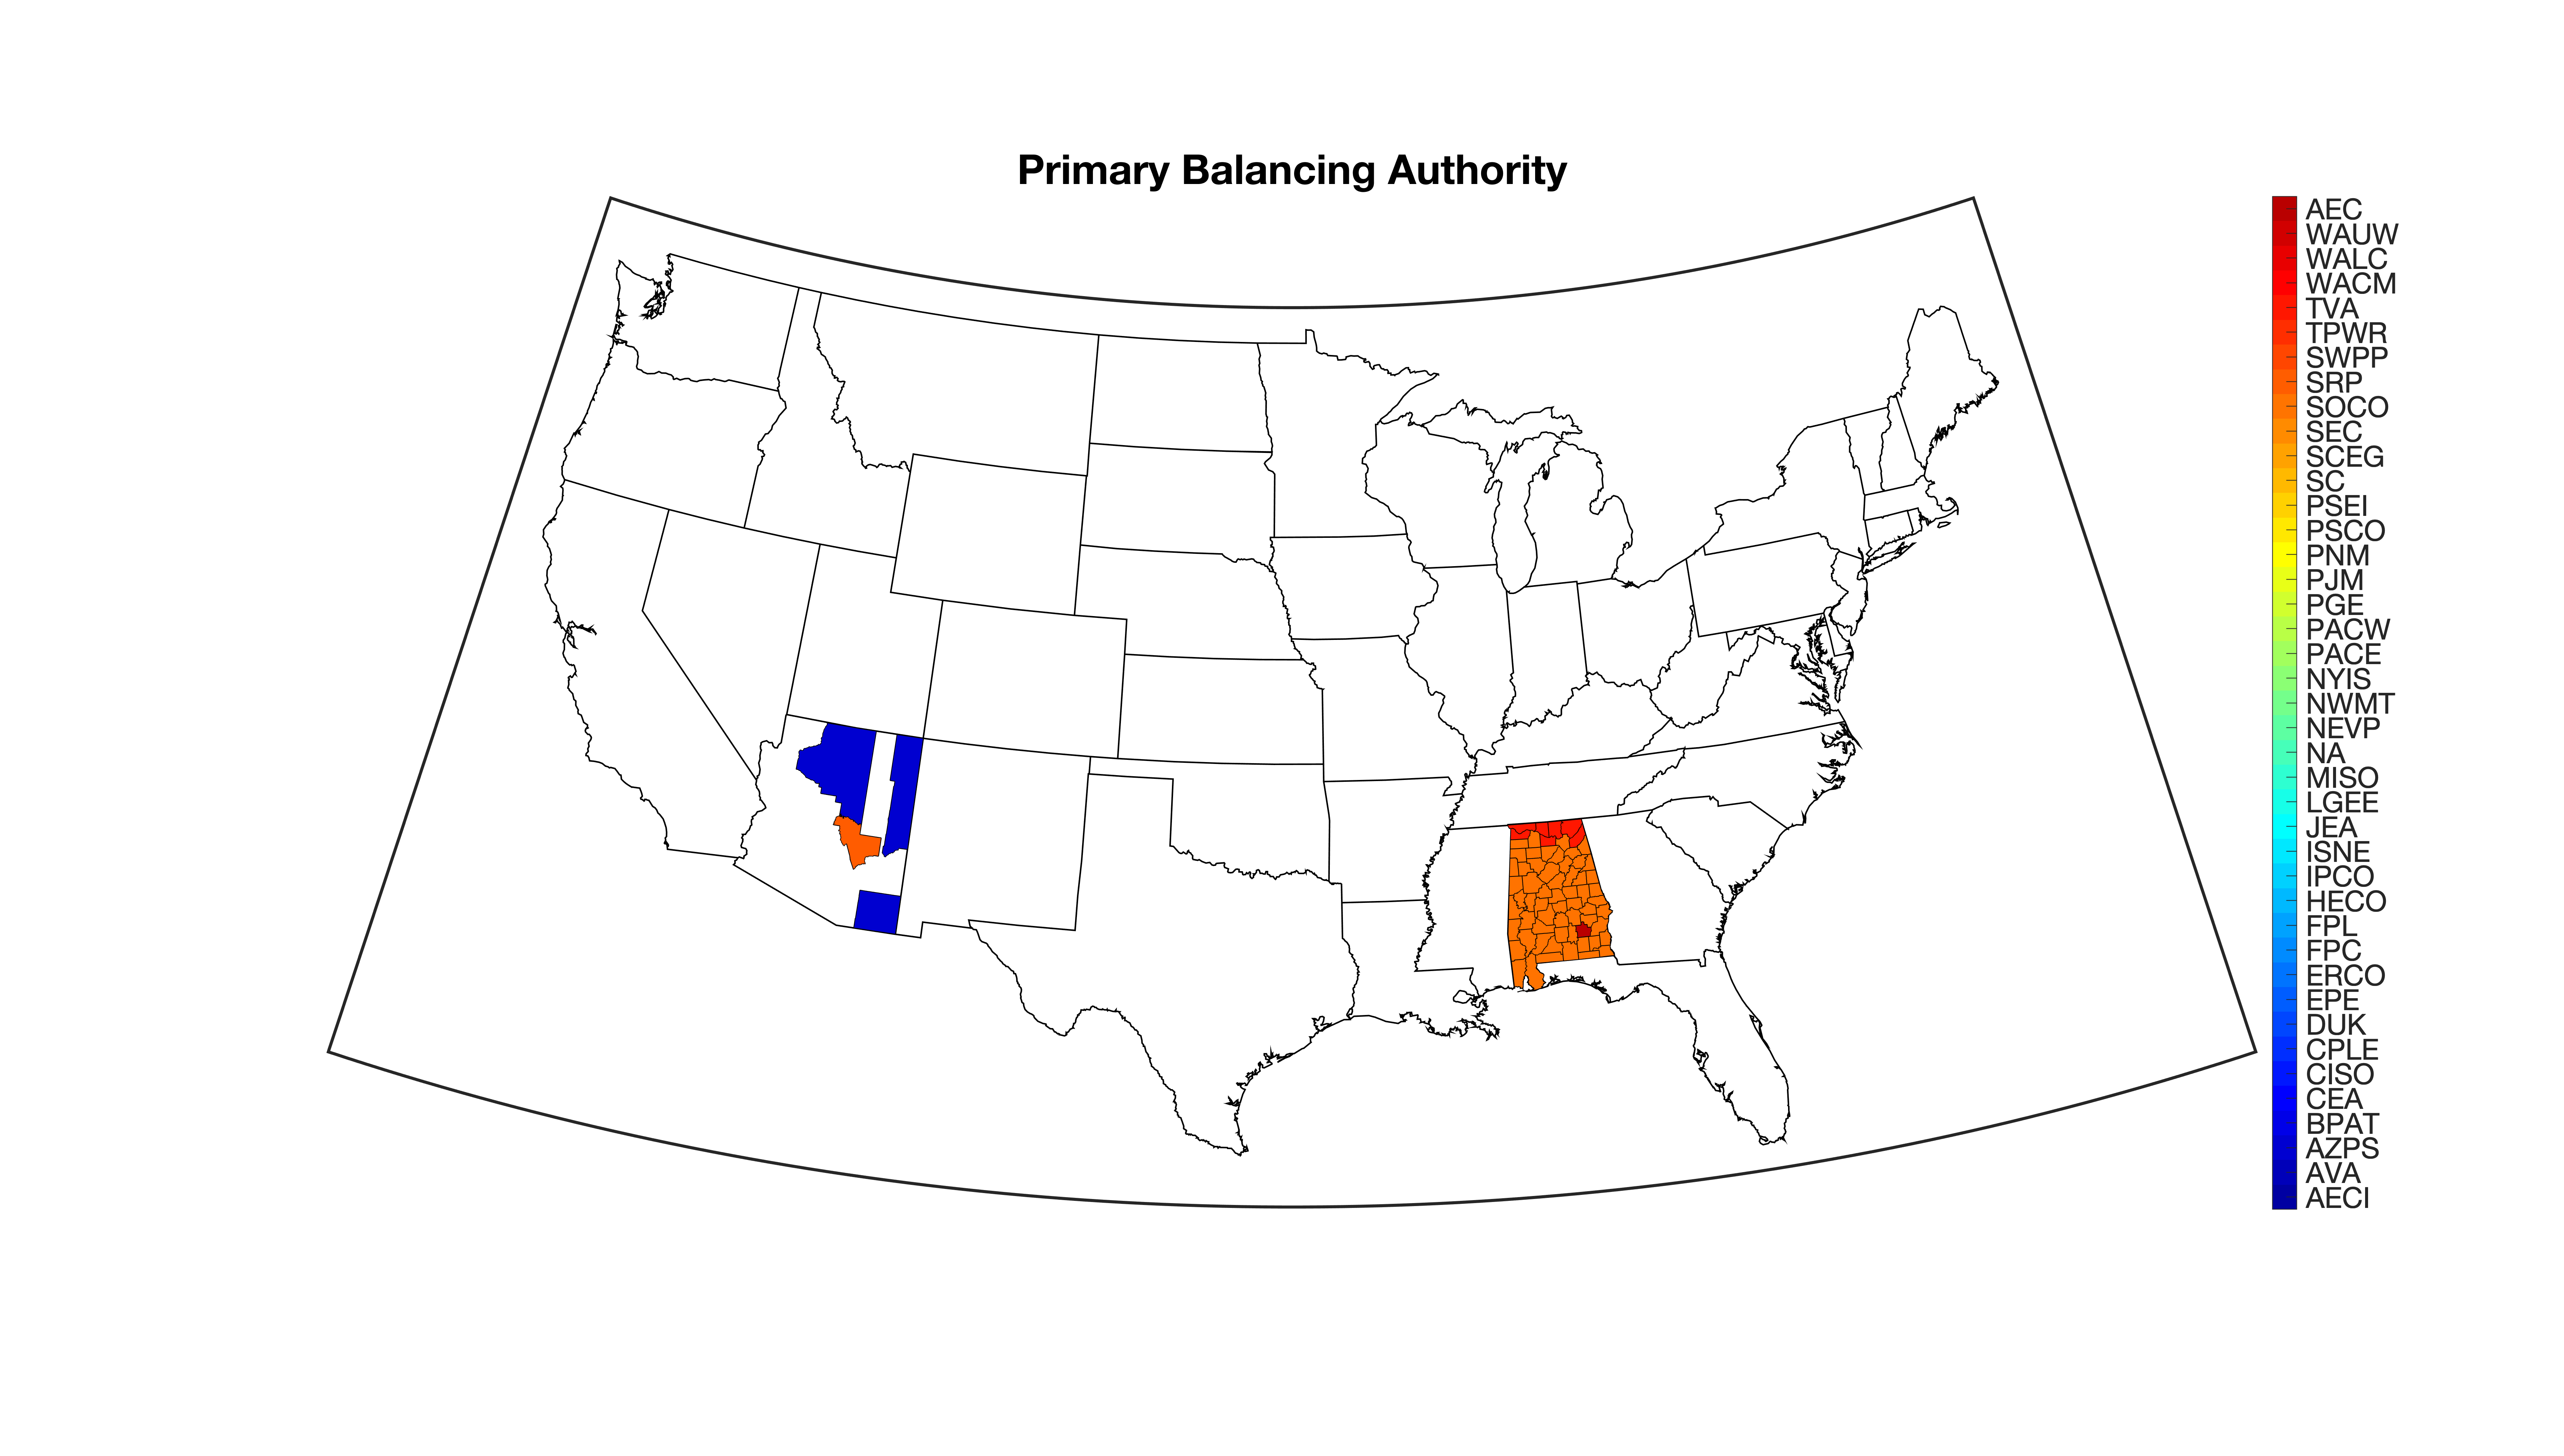 Primary Balancing Authority
AEC
WAUW
WALC
WACM
TVA
TPWR
SWPP
SRP
SOCO
SEC
SCEG
SC
PSEI
PSCO
PNM
PJM
PGE
PACW
PACE
NYIS
NWMT
NEVP
NA
MISO
LGEE
JEA
ISNE
IPCO
HECO
FPL
FPC
ERCO
EPE
DUK
CPLE
CISO
CEA
BPAT
AZPS
AVA
AECI